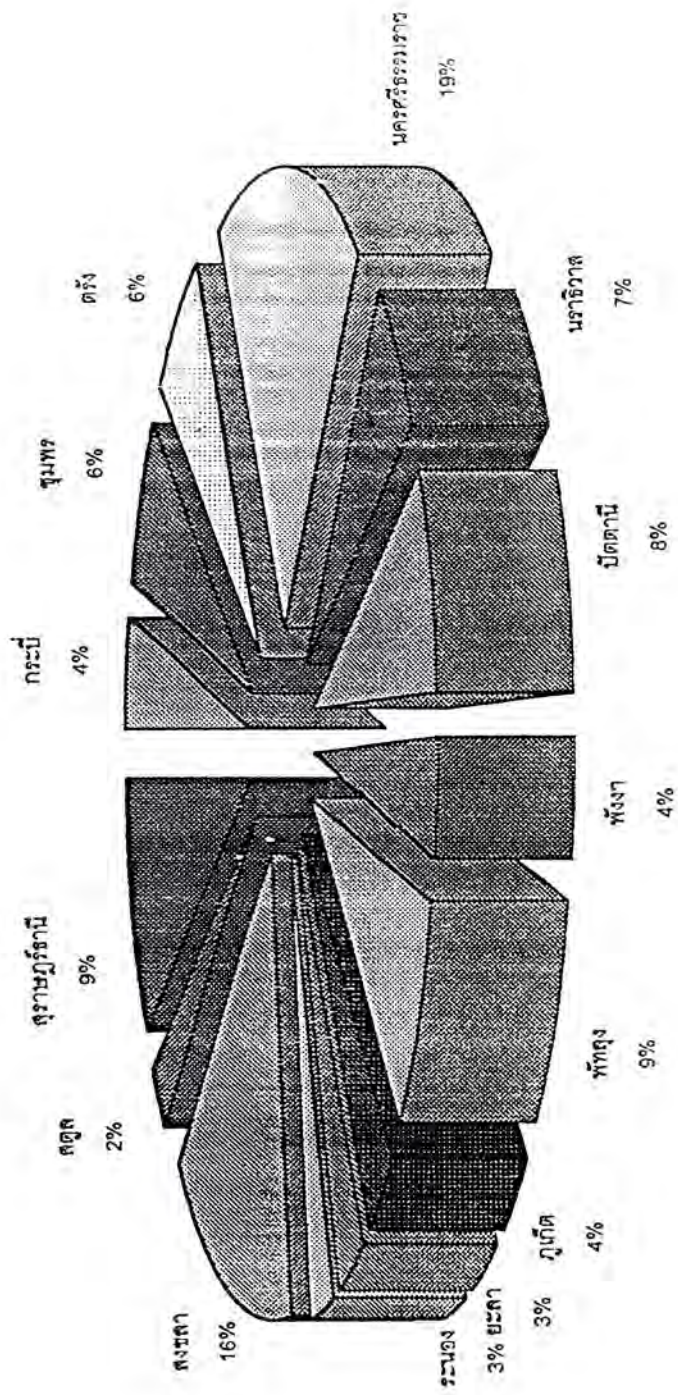 กระบี่
4%
ชุมพร
6%
ตรัง
6%
นครศรีธรรมราช
19%
นราธิวาส
7%
ปัตตานี
8%
พังงา
4%
พัทลุง
9%
ภูเก็ต
4%
ยะลา
3%
ระนอง
3%
สงขลา
16%
สตูล
2%
สุราษฎร์ธานี
9%